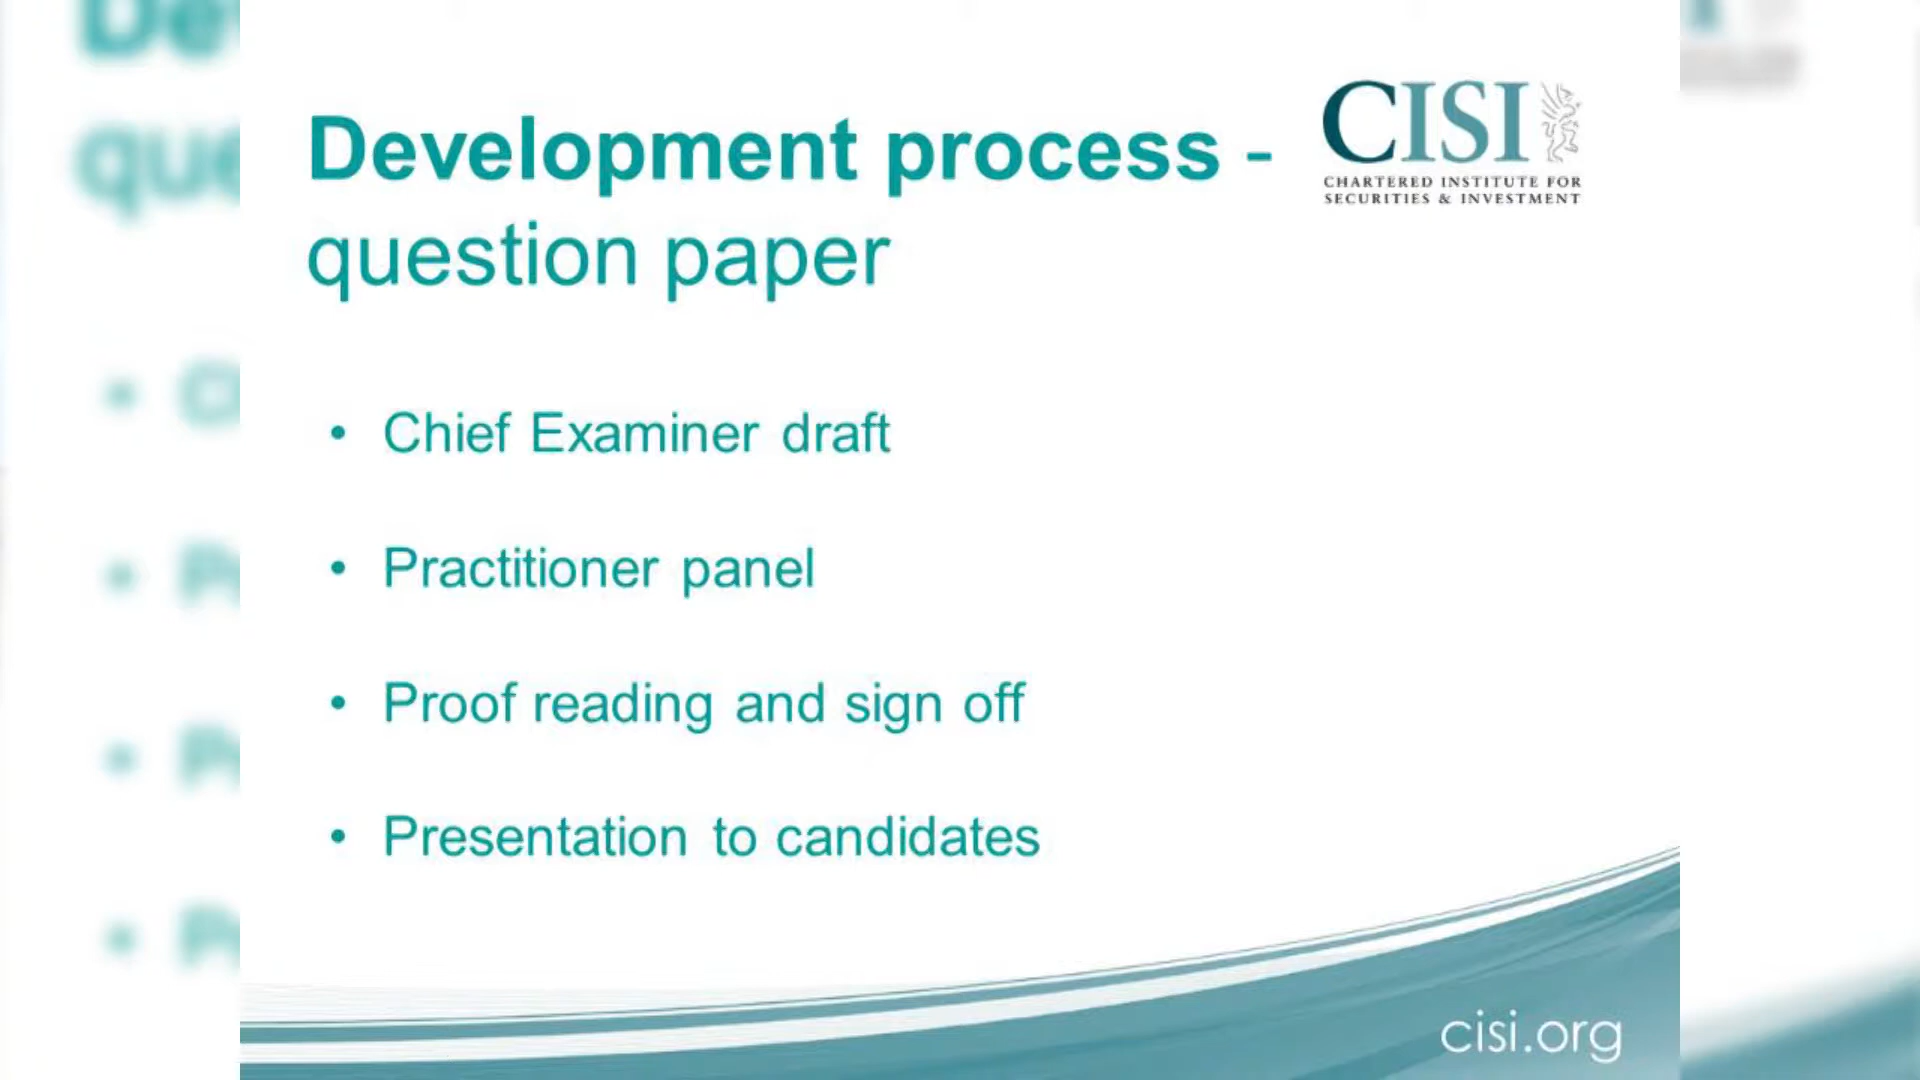 Development process -
question paper
CISI
CHARTERED INSTITUTE FOR
SECURITIES & INVESTMENT
• Chief Examiner draft
• Practitioner panel
• Proof reading and sign off
• Presentation to candidates
cisi.org